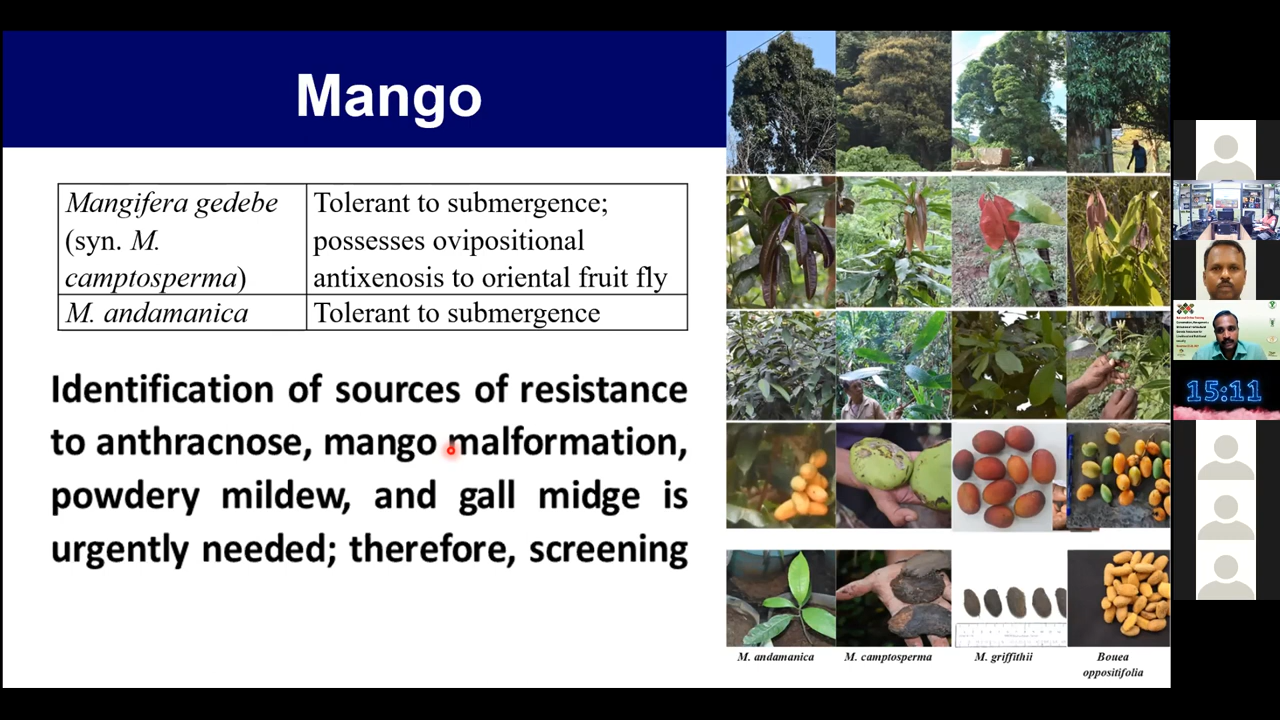 Mango
Mangifera gedebe
(syn. M.
camptosperma)
Tolerant to submergence;
possesses ovipositional
antixenosis to oriental fruit fly
M. andamanica
Tolerant to submergence
Identification of sources of resistance
to anthracnose, mango malformation,
powdery mildew, and gall midge is
urgently needed; therefore, screening
M. andamanica
M. camptosperma
M. griffithii
Bouea
oppositifolia
15:11